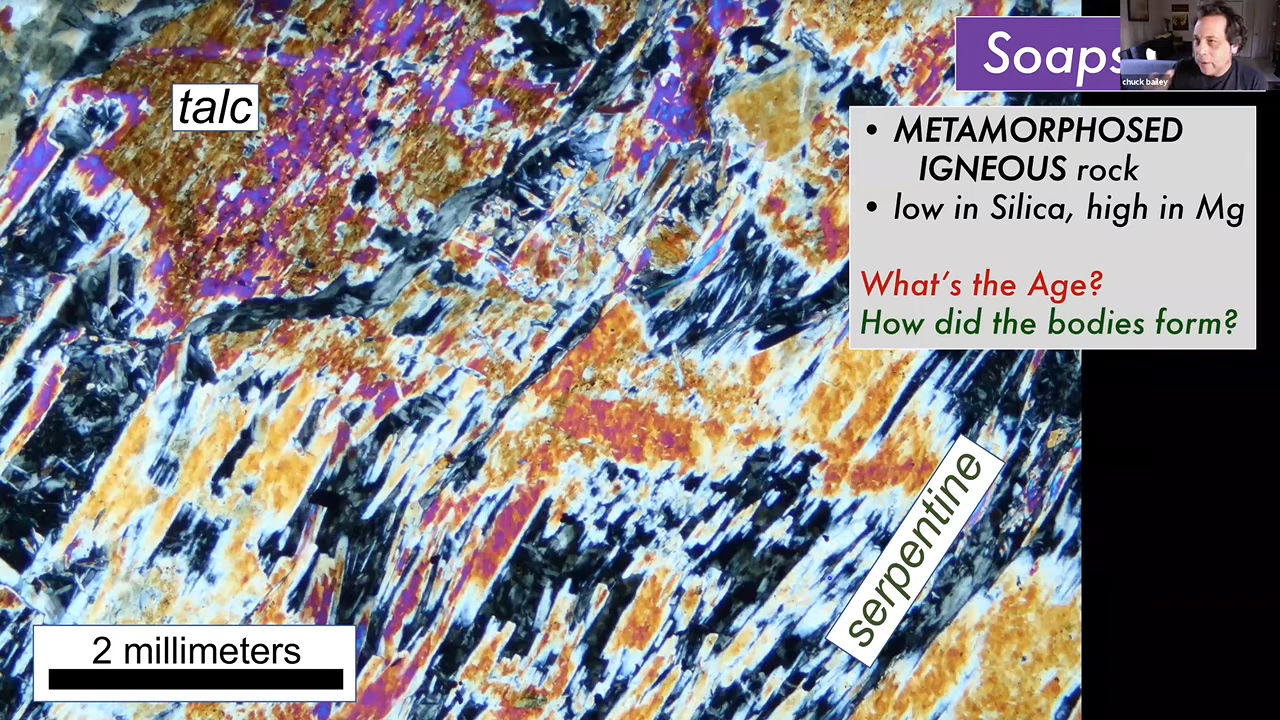 Soaps
chuck bailey
talc
• METAMORPHOSED
IGNEOUS rock
• low in Silica, high in Mg
What's the Age?
How did the bodies form?
serpentine
2 millimeters